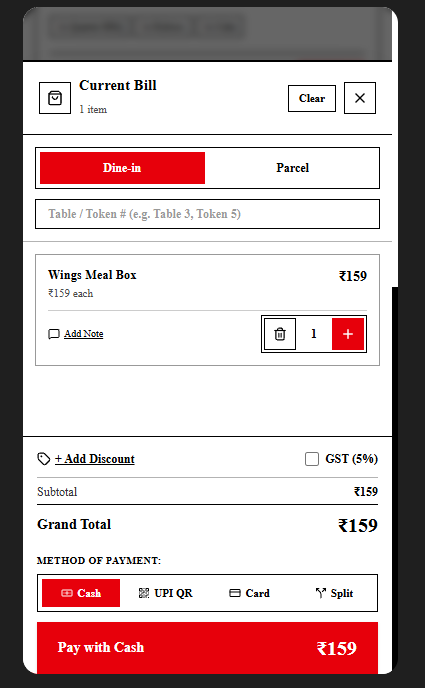 Current Bill
1 item
Clear
Dine-in
Parcel
Table / Token # (e.g. Table 3, Token 5)
Wings Meal Box
₹159
₹159 each
Add Note
1
+ Add Discount
GST (5%)
Subtotal
₹159
Grand Total
₹159
METHOD OF PAYMENT:
Cash
UPI QR
Card
Split
Pay with Cash
₹159